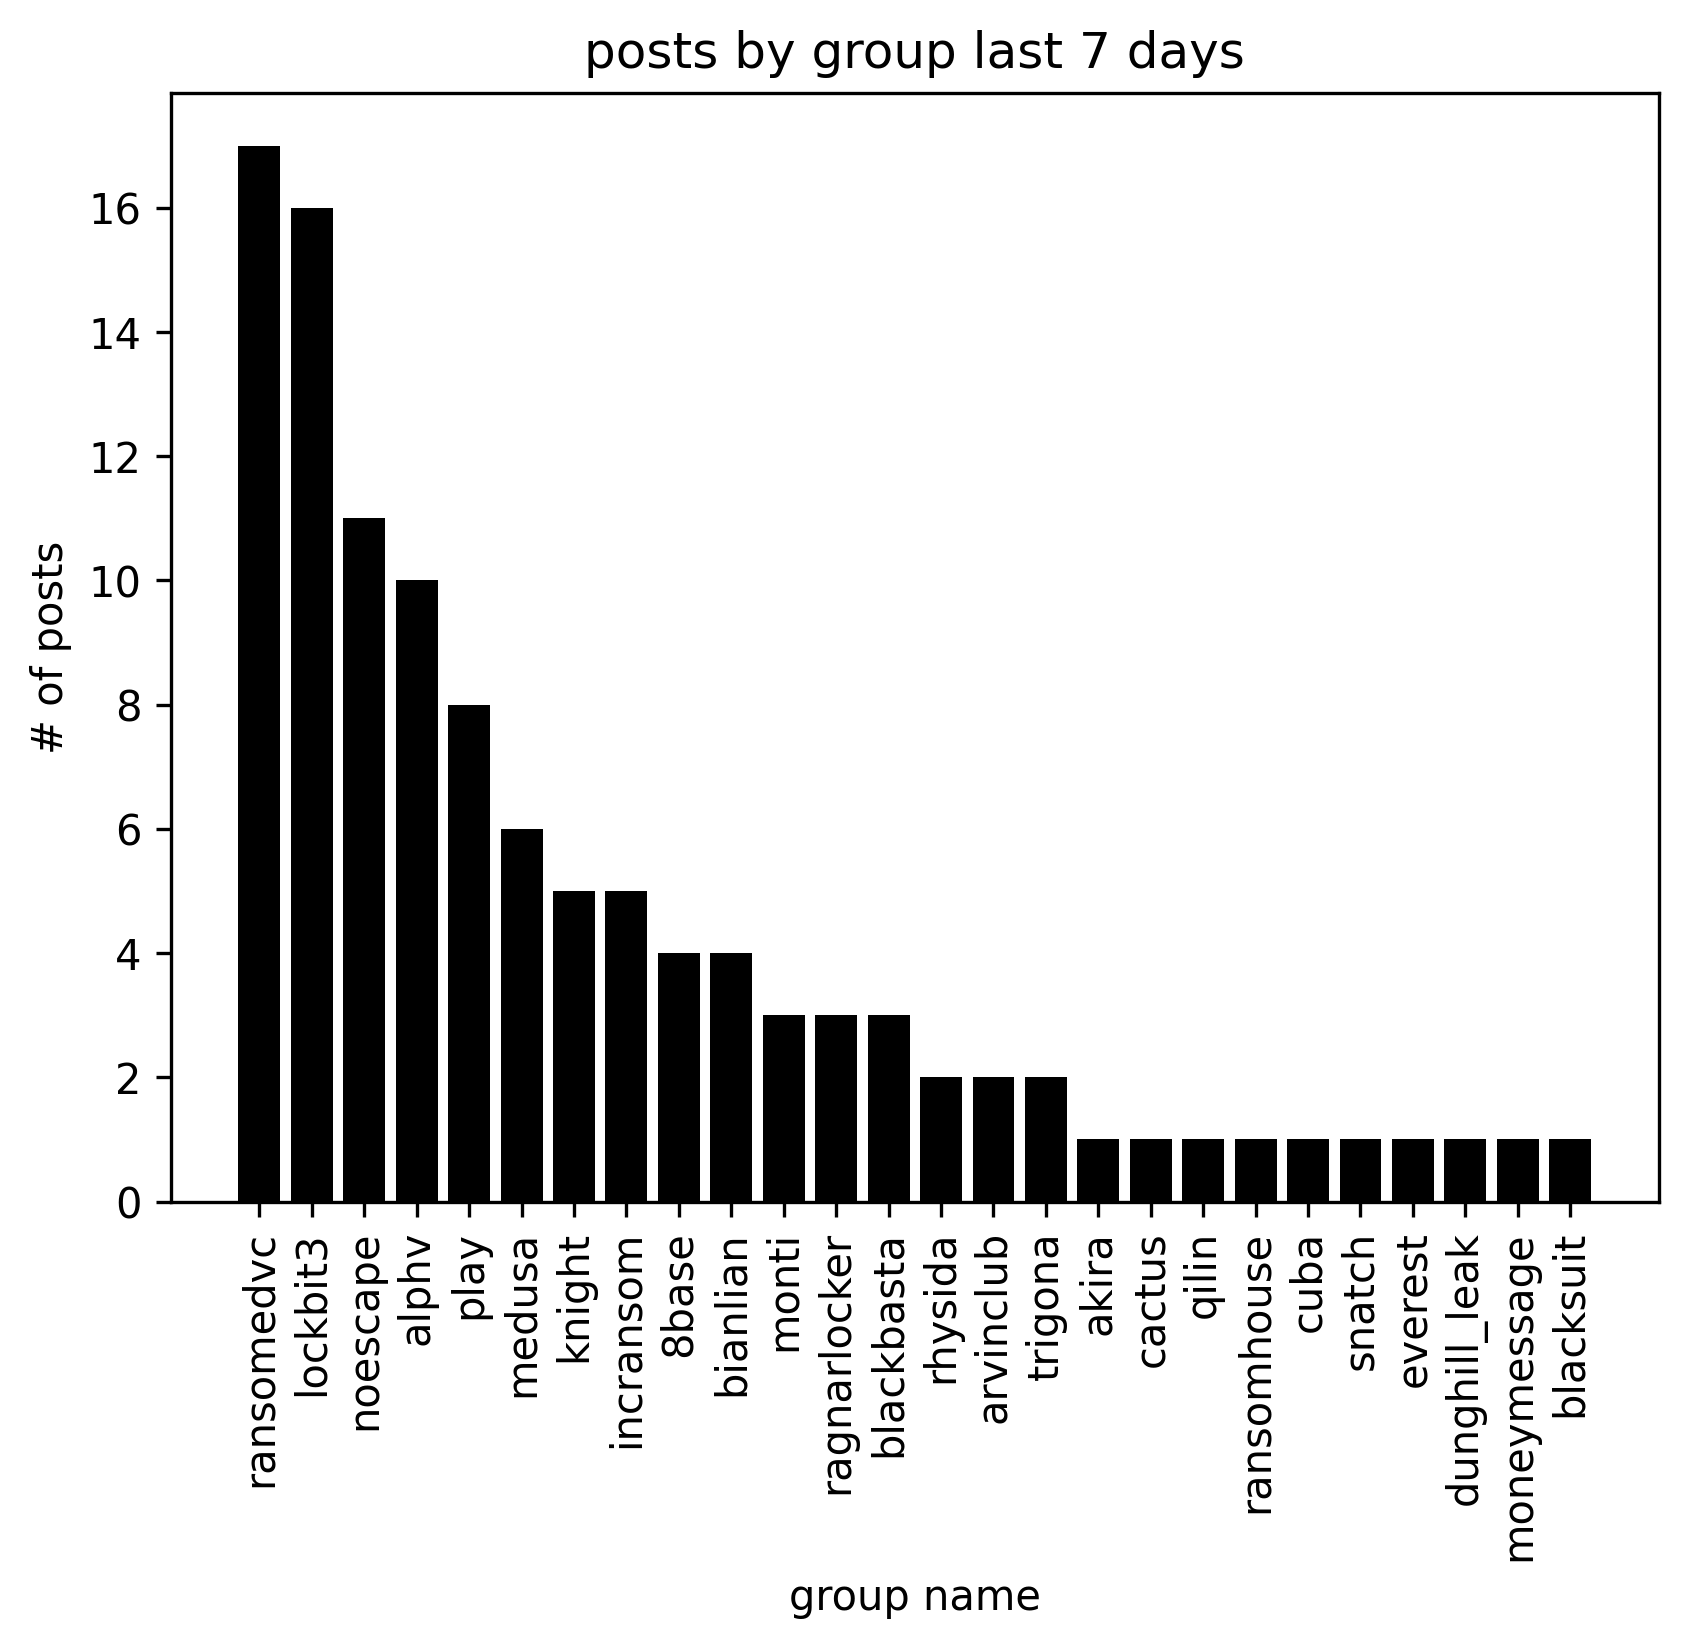 posts by group last 7 days
# of posts
16
14
12
10
8
6
4
2
0
ransomedvc
lockbit3
noescape
alphv
play
medusa
knight
incransom
8base
bianlian
monti
ragnarlocker
blackbasta
rhysida
arvinclub
trigona
akira
cactus
qilin
ransomhouse
cuba
snatch
everest
dunghill_leak
moneymessage
blacksuit
group name